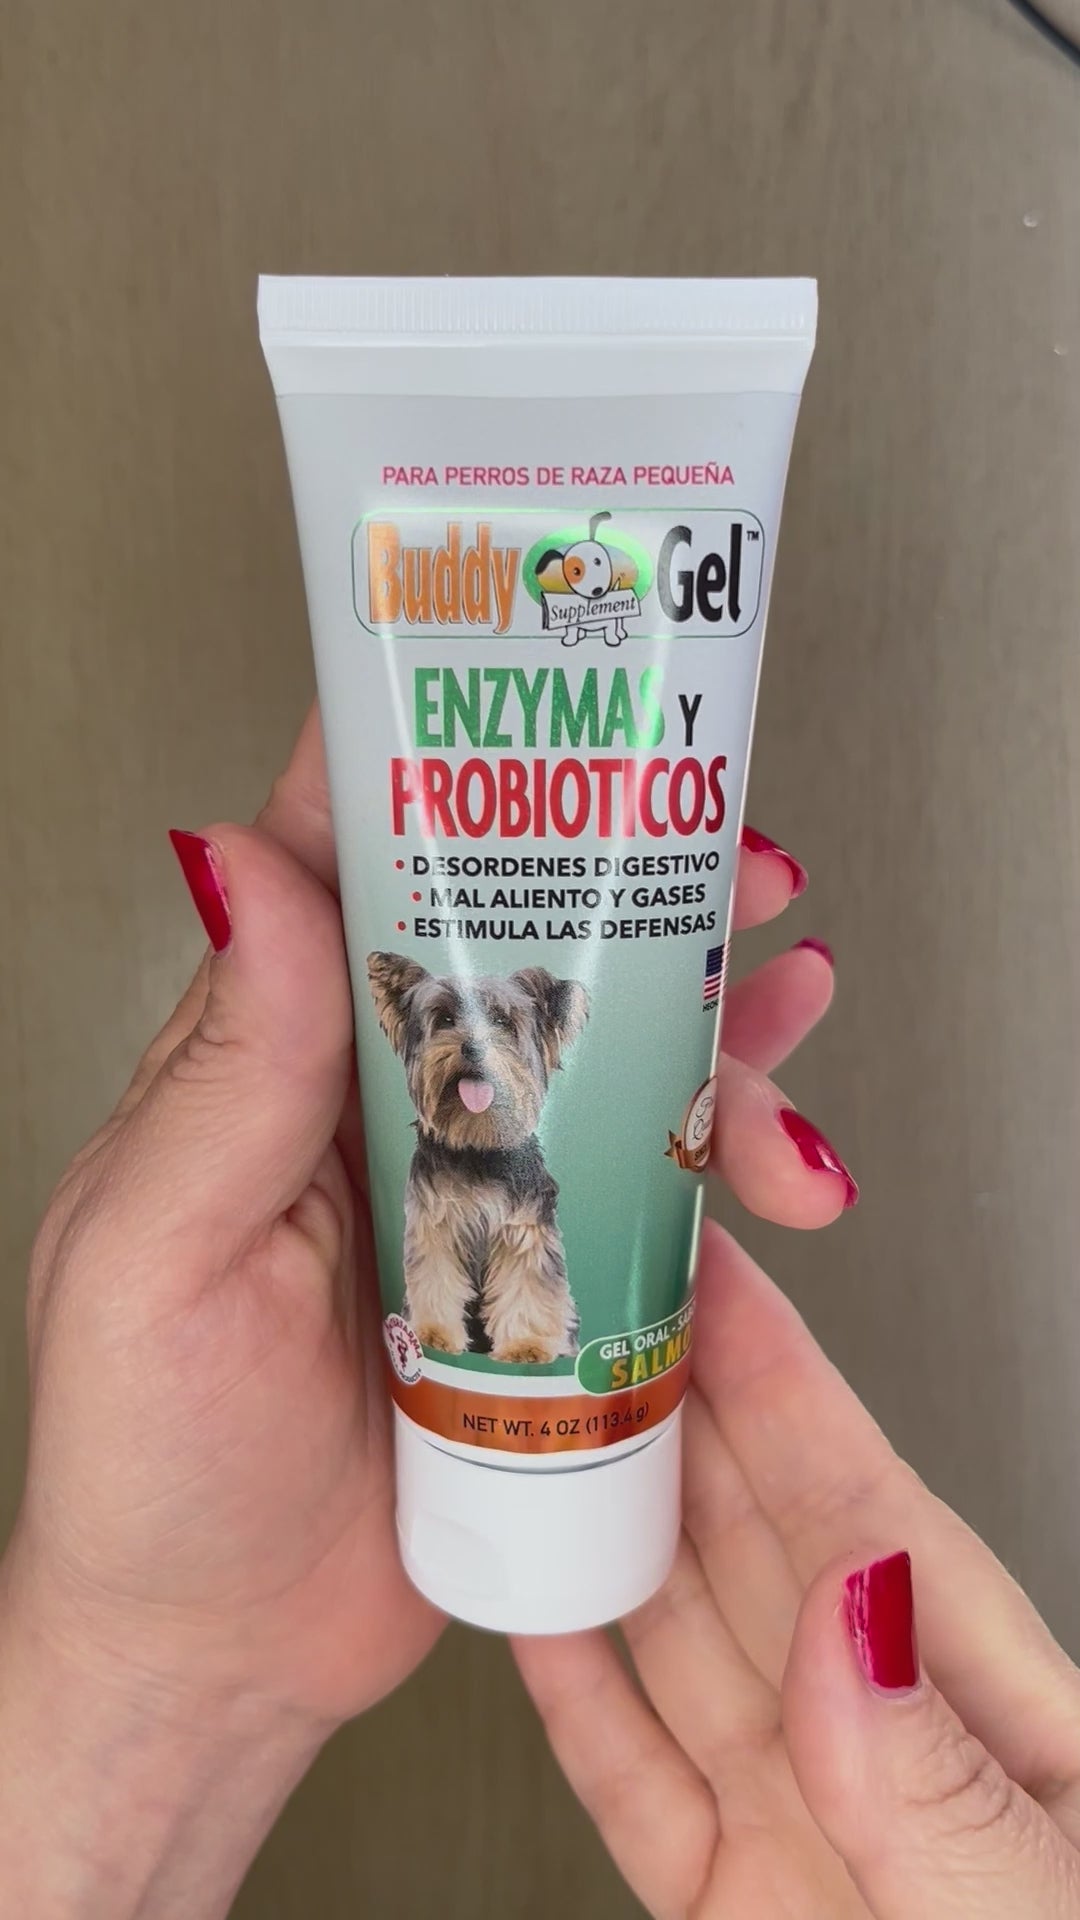 PARA PERROS DE RAZA PEQUEÑA
Buddy Supplement Gel™
ENZYMAS Y
PROBIOTICOS
• DESORDENES DIGESTIVO
• MAL ALIENTO Y GASES
• ESTIMULA LAS DEFENSAS
GEL ORAL -
NET WT. 4 OZ (113.4 g)